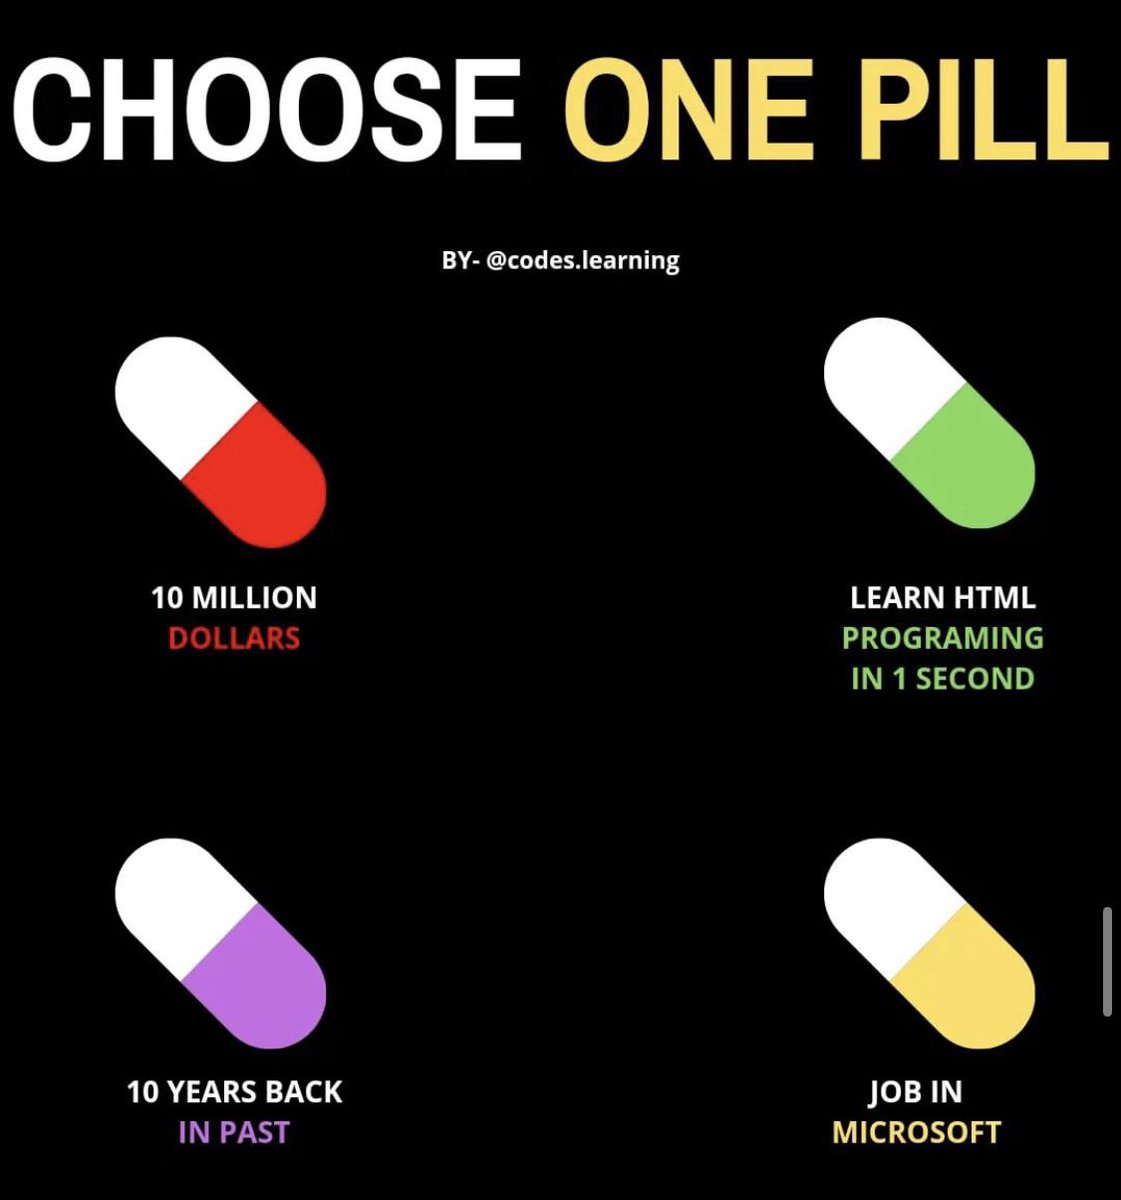 CHOOSE ONE PILL
BY- @codes.learning
10 MILLION
DOLLARS
LEARN HTML
PROGRAMING
IN 1 SECOND
10 YEARS BACK
IN PAST
JOB IN
MICROSOFT